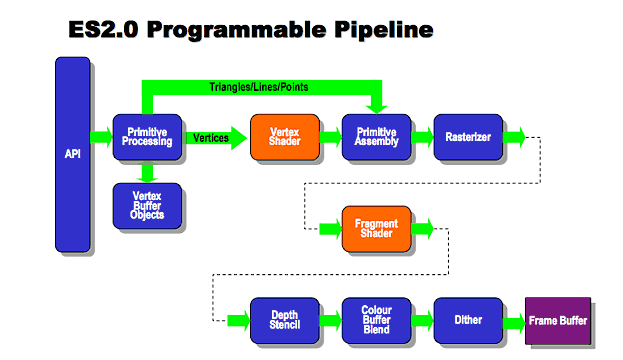 ES2.0 Programmable Pipeline
Triangles/Lines/Points
API
Primitive
Processing
Vertices
Vertex
Shader
Primitive
Assembly
Rasterizer
Vertex
Buffer
Objects
Fragment
Shader
Depth
Stencil
Colour
Buffer
Blend
Dither
Frame Buffer